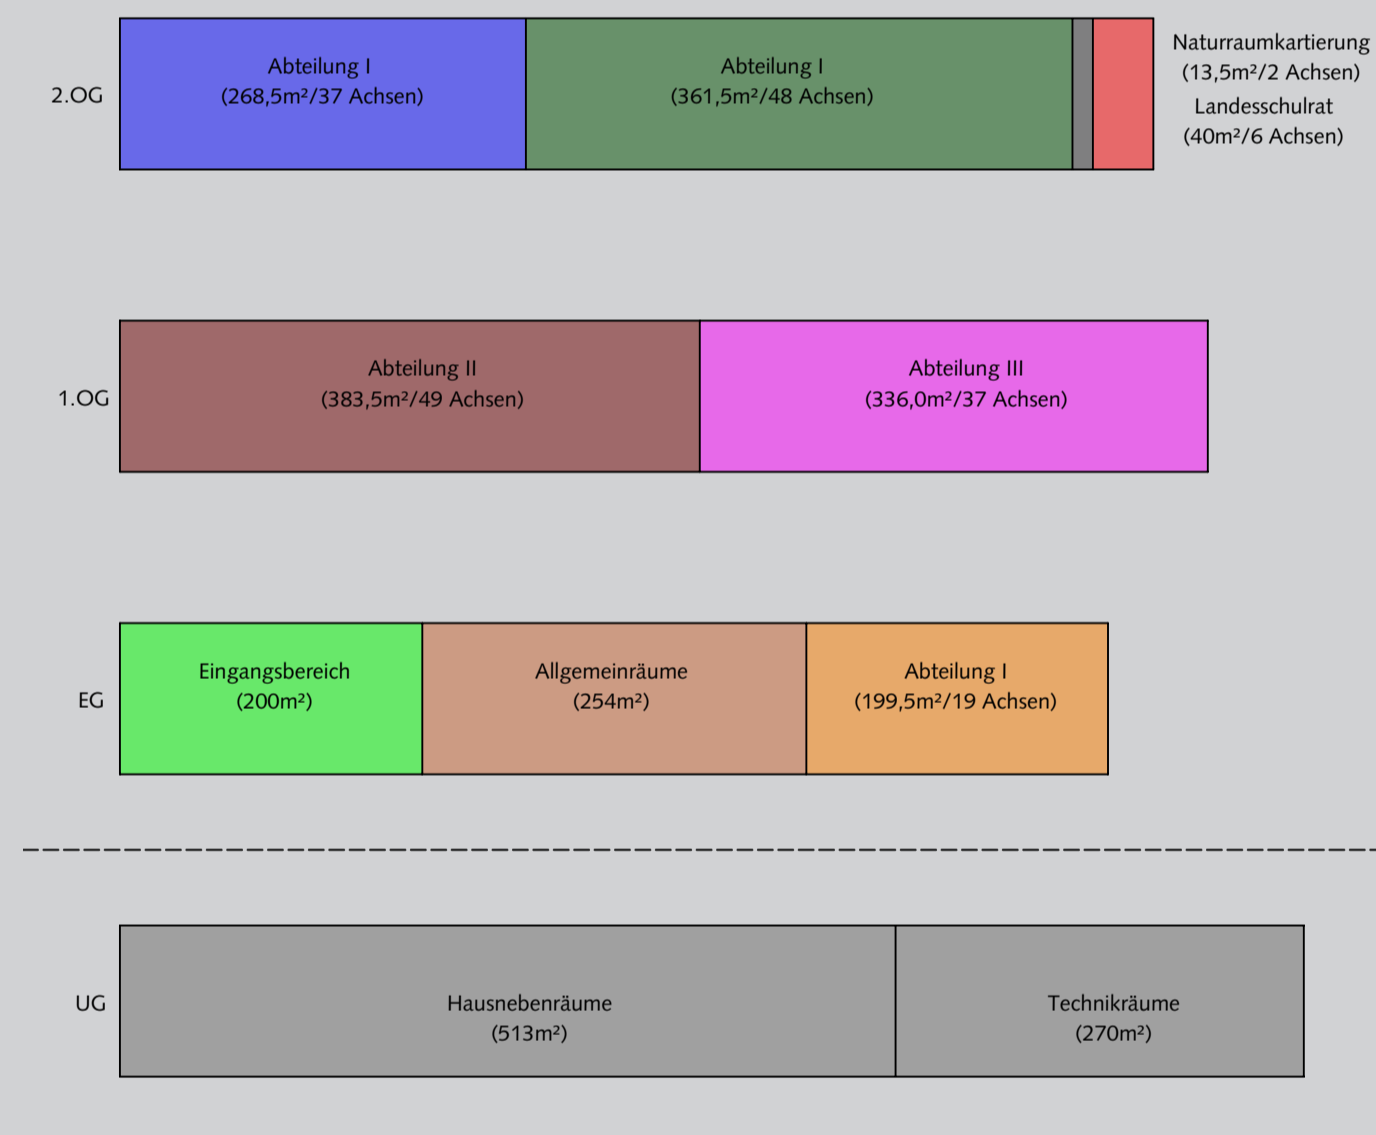 2.OG
Abteilung I
(268,5m²/37 Achsen)
Abteilung I
(361,5m²/48 Achsen)
Naturraumkartierung
(13,5m²/2 Achsen)
Landesschulrat
(40m²/6 Achsen)
1.OG
Abteilung II
(383,5m²/49 Achsen)
Abteilung III
(336,0m²/37 Achsen)
EG
Eingangsbereich
(200m²)
Allgemeinräume
(254m²)
Abteilung I
(199,5m²/19 Achsen)
UG
Hausnebenräume
(513m²)
Technikräume
(270m²)